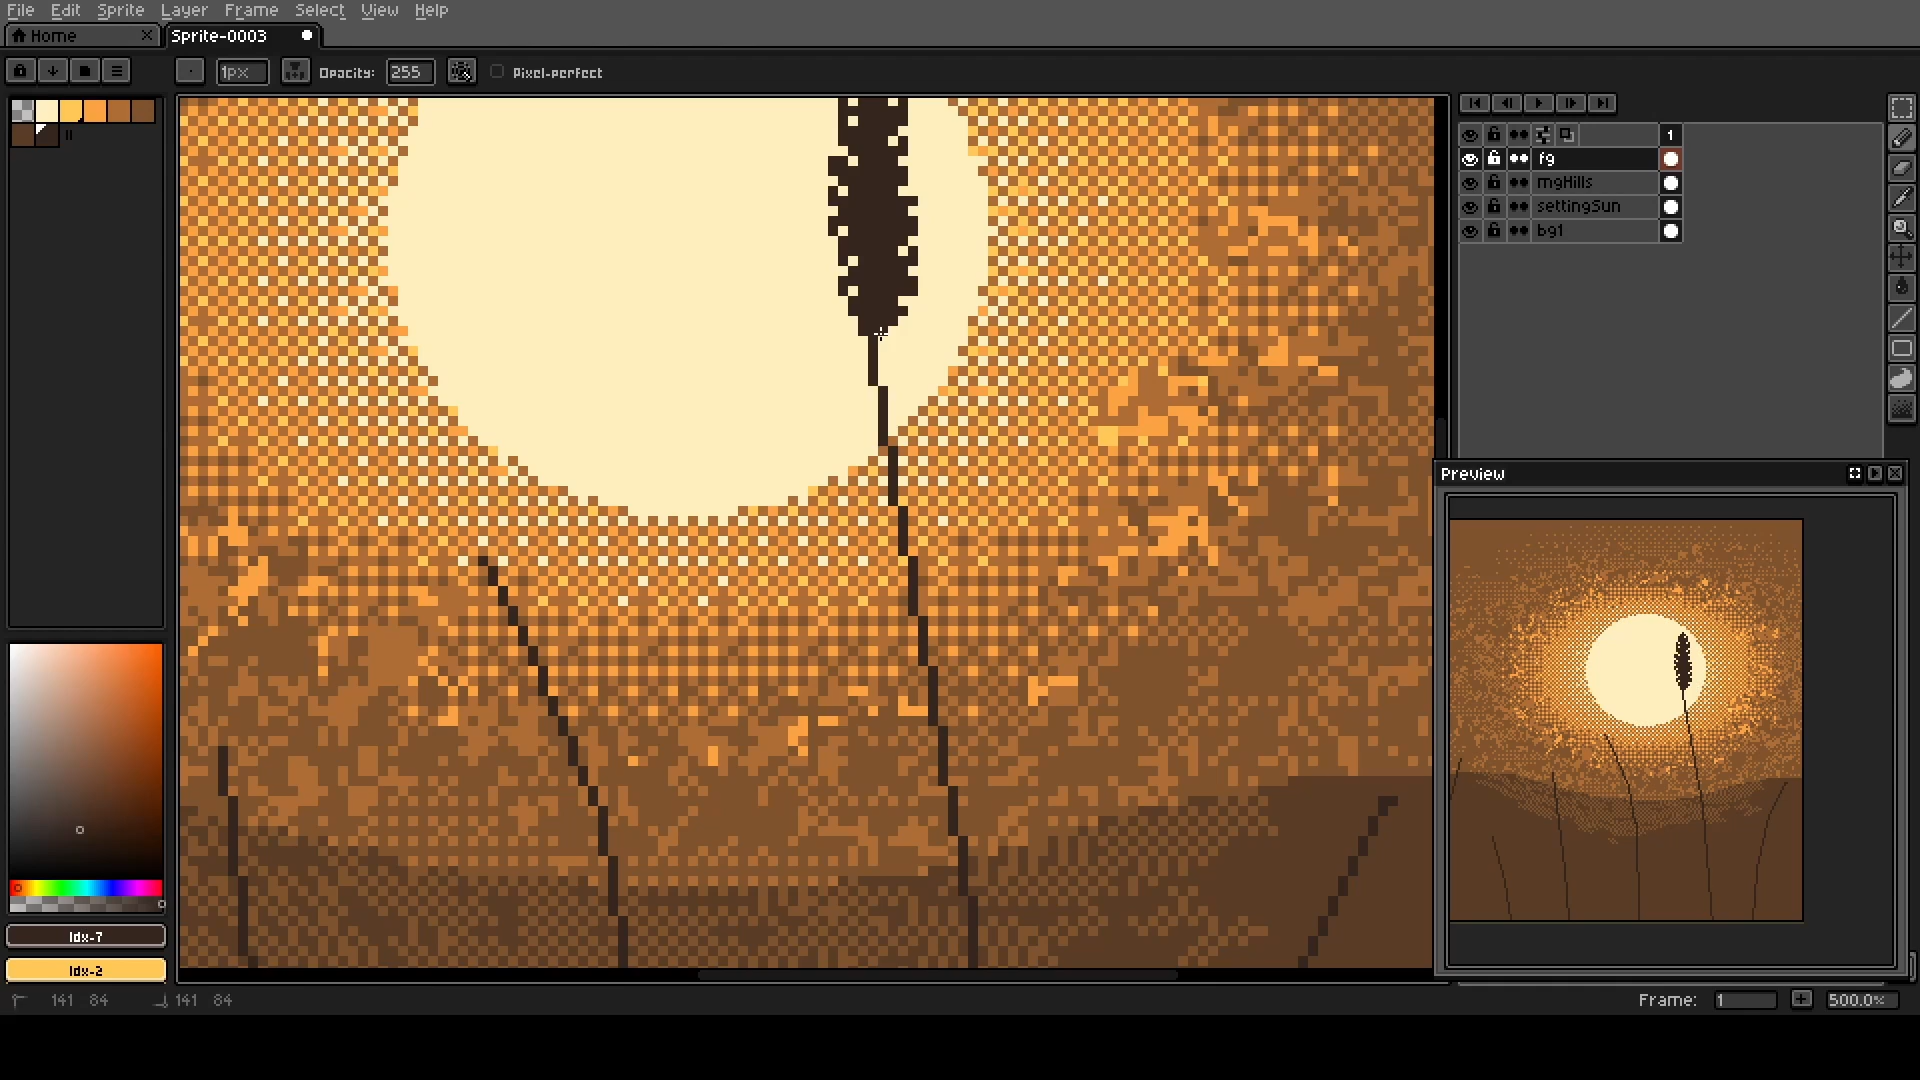 File Edit Sprite Layer Frame Select View Help
Home
Sprite-0003
1px
Opacity: 255
Pixel-perfect
1
fg
mgHills
settingSun
bg1
Preview
Idx-7
Idx-2
141 84 141 84
Frame: 1 500.0%